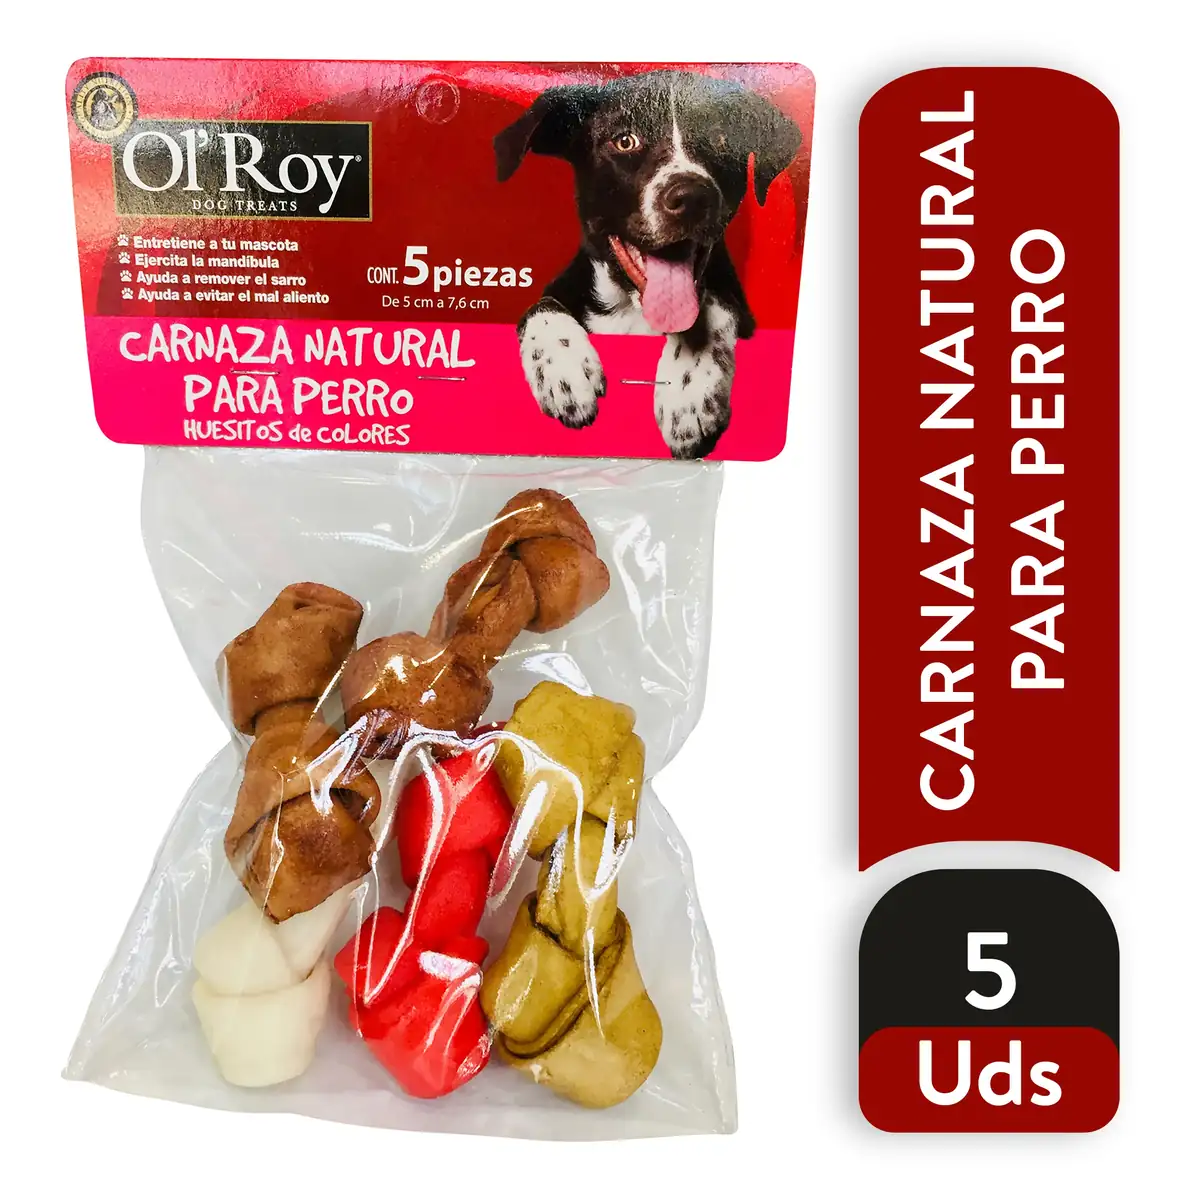 Ol' Roy®
DOG TREATS
Entretiene a tu mascota
Ejercita la mandíbula
Ayuda a remover el sarro
Ayuda a evitar el mal aliento
CONT. 5 piezas
De 5 cm a 7,6 cm
CARNAZA NATURAL
PARA PERRO
HUESITOS de COLORES
CARNAZA NATURAL
PARA PERRO
5
Uds